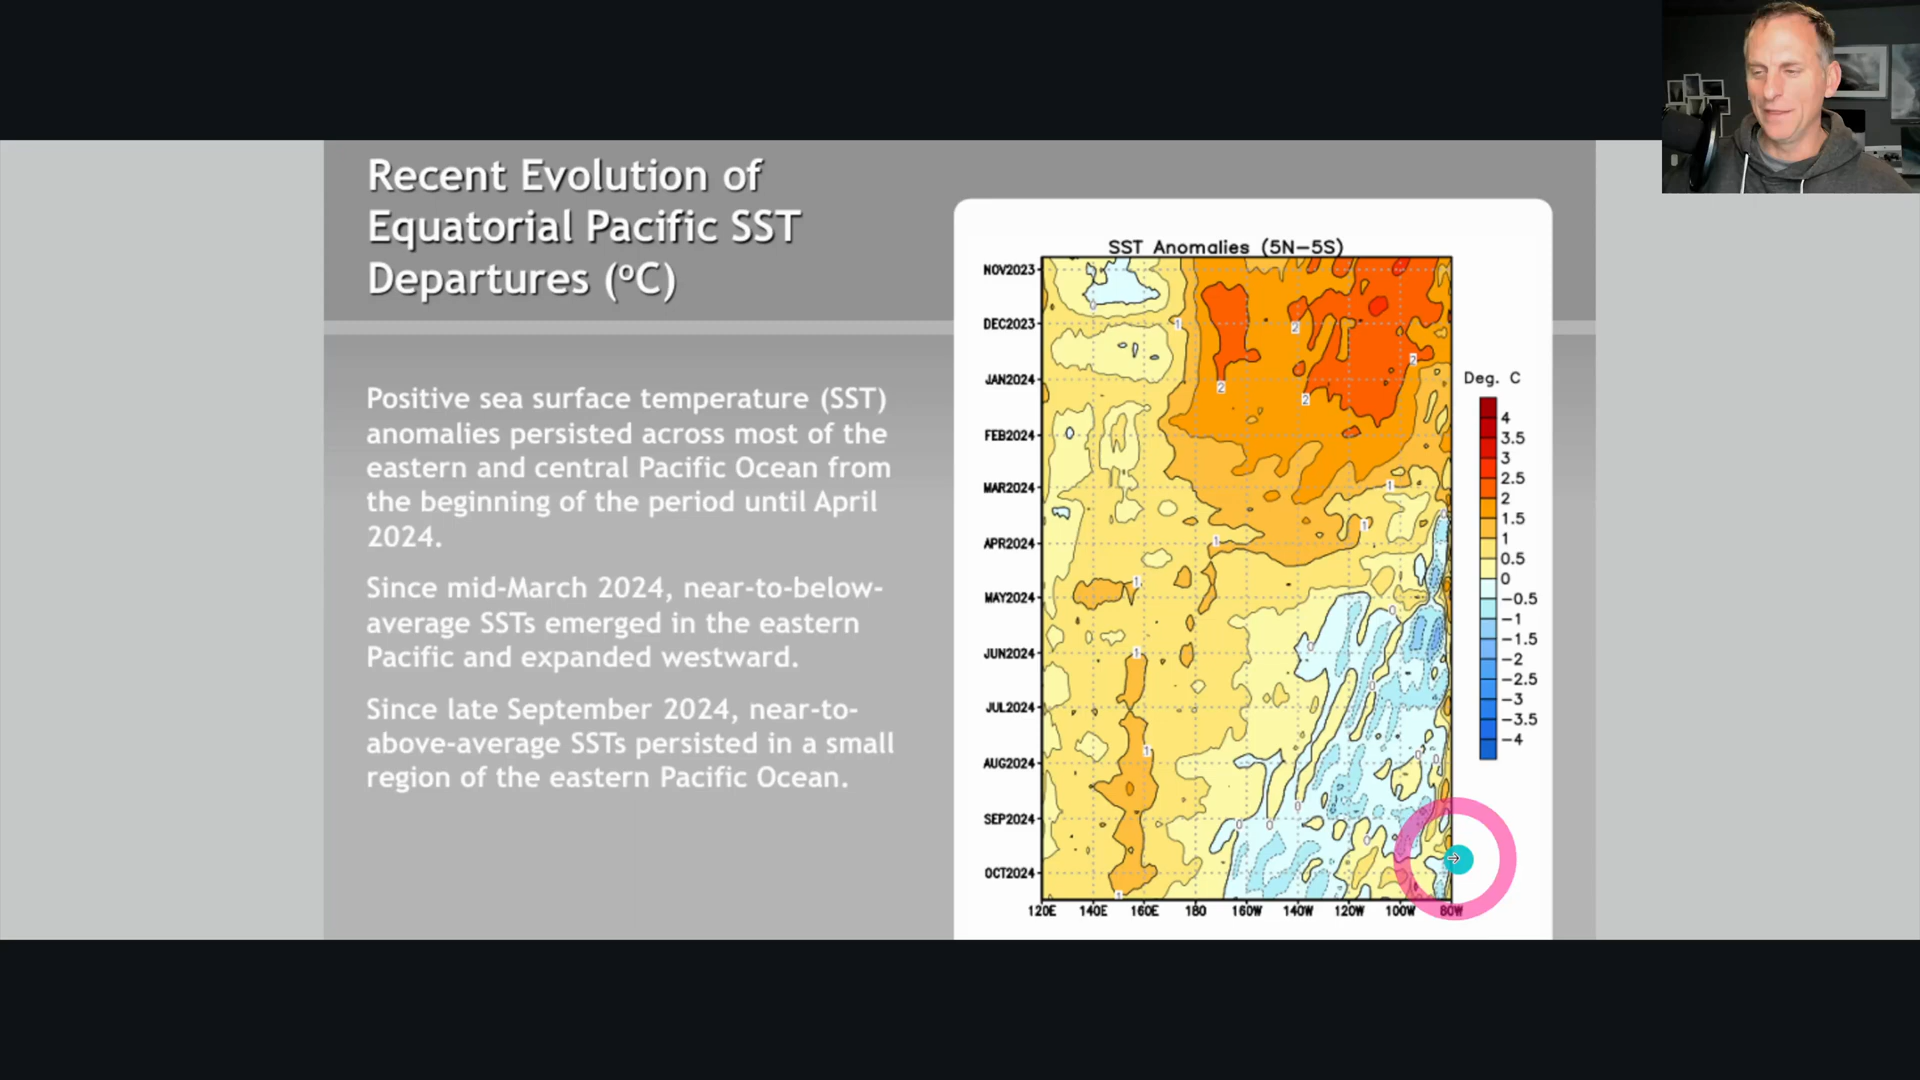 Recent Evolution of
Equatorial Pacific SST
Departures (ºC)
Positive sea surface temperature (SST)
anomalies persisted across most of the
eastern and central Pacific Ocean from
the beginning of the period until April
2024.
Since mid-March 2024, near-to-below-
average SSTs emerged in the eastern
Pacific and expanded westward.
Since late September 2024, near-to-
above-average SSTs persisted in a small
region of the eastern Pacific Ocean.
SST Anomalies (5N-5S)
NOV2023
DEC2023
JAN2024
FEB2024
MAR2024
APR2024
MAY2024
JUN2024
JUL2024
AUG2024
SEP2024
OCT2024
120E 140E 160E 180 160W 140W 120W 100W 80W
Deg. C
4
3.5
3
2.5
2
1.5
1
0.5
0
-0.5
-1
-1.5
-2
-2.5
-3
-3.5
-4